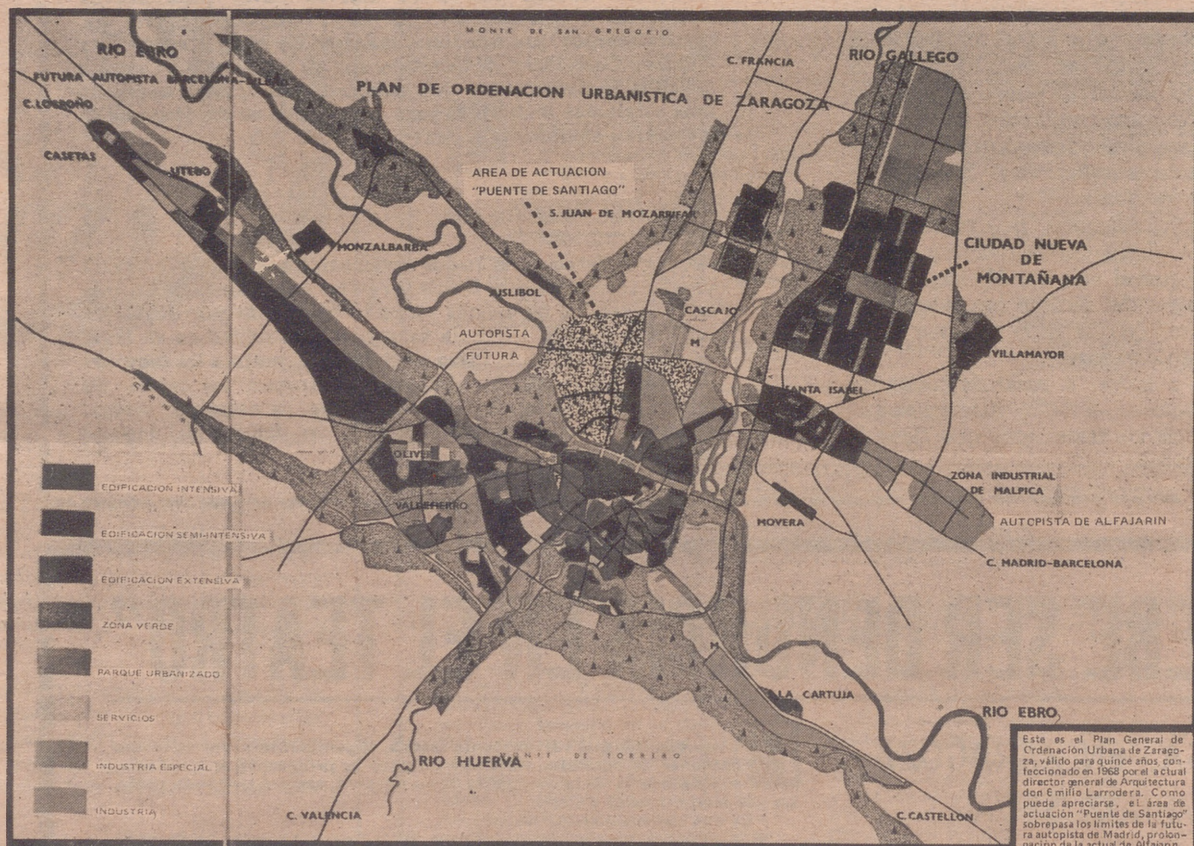 MONTE DE SAN GREGORIO
RIO EBRO
RIO GALLEGO
C. FRANCIA
FUTURA AUTOPISTA BARCELONA-BILBAO
PLAN DE ORDENACION URBANISTICA DE ZARAGOZA
C. LOGROÑO
CASETAS
UTEBO
AREA DE ACTUACION
"PUENTE DE SANTIAGO"
S. JUAN DE MOZARRIFAR
MONZALBARBA
CIUDAD NUEVA
DE
MONTAÑANA
JUSLIBOL
CASCAJO
AUTOPISTA
FUTURA
M
VILLAMAYOR
SANTA ISABEL
OLIVER
VALDEFIERRO
ZONA INDUSTRIAL
DE MALPICA
MOVERA
AUTOPISTA DE ALFAJARIN
C. MADRID-BARCELONA
EDIFICACION INTENSIVA
EDIFICACION SEMI-INTENSIVA
EDIFICACION EXTENSIVA
ZONA VERDE
PARQUE URBANIZADO
SERVICIOS
INDUSTRIA ESPECIAL
INDUSTRIA
M
LA CARTUJA
RIO EBRO
RIO HUERVA
MONTE DE TORRERO
C. VALENCIA
C. CASTELLON
Este es el Plan General de
Ordenación Urbana de Zarago-
za, válido para quince años, con-
feccionado en 1968 por el actual
director general de Arquitectura
don Emilio Larrodera. Como
puede apreciarse, el área de
actuación "Puente de Santiago"
sobrepasa los límites de la futu-
ra autopista de Madrid, prolon-
gación de la actual de Alfajarín.